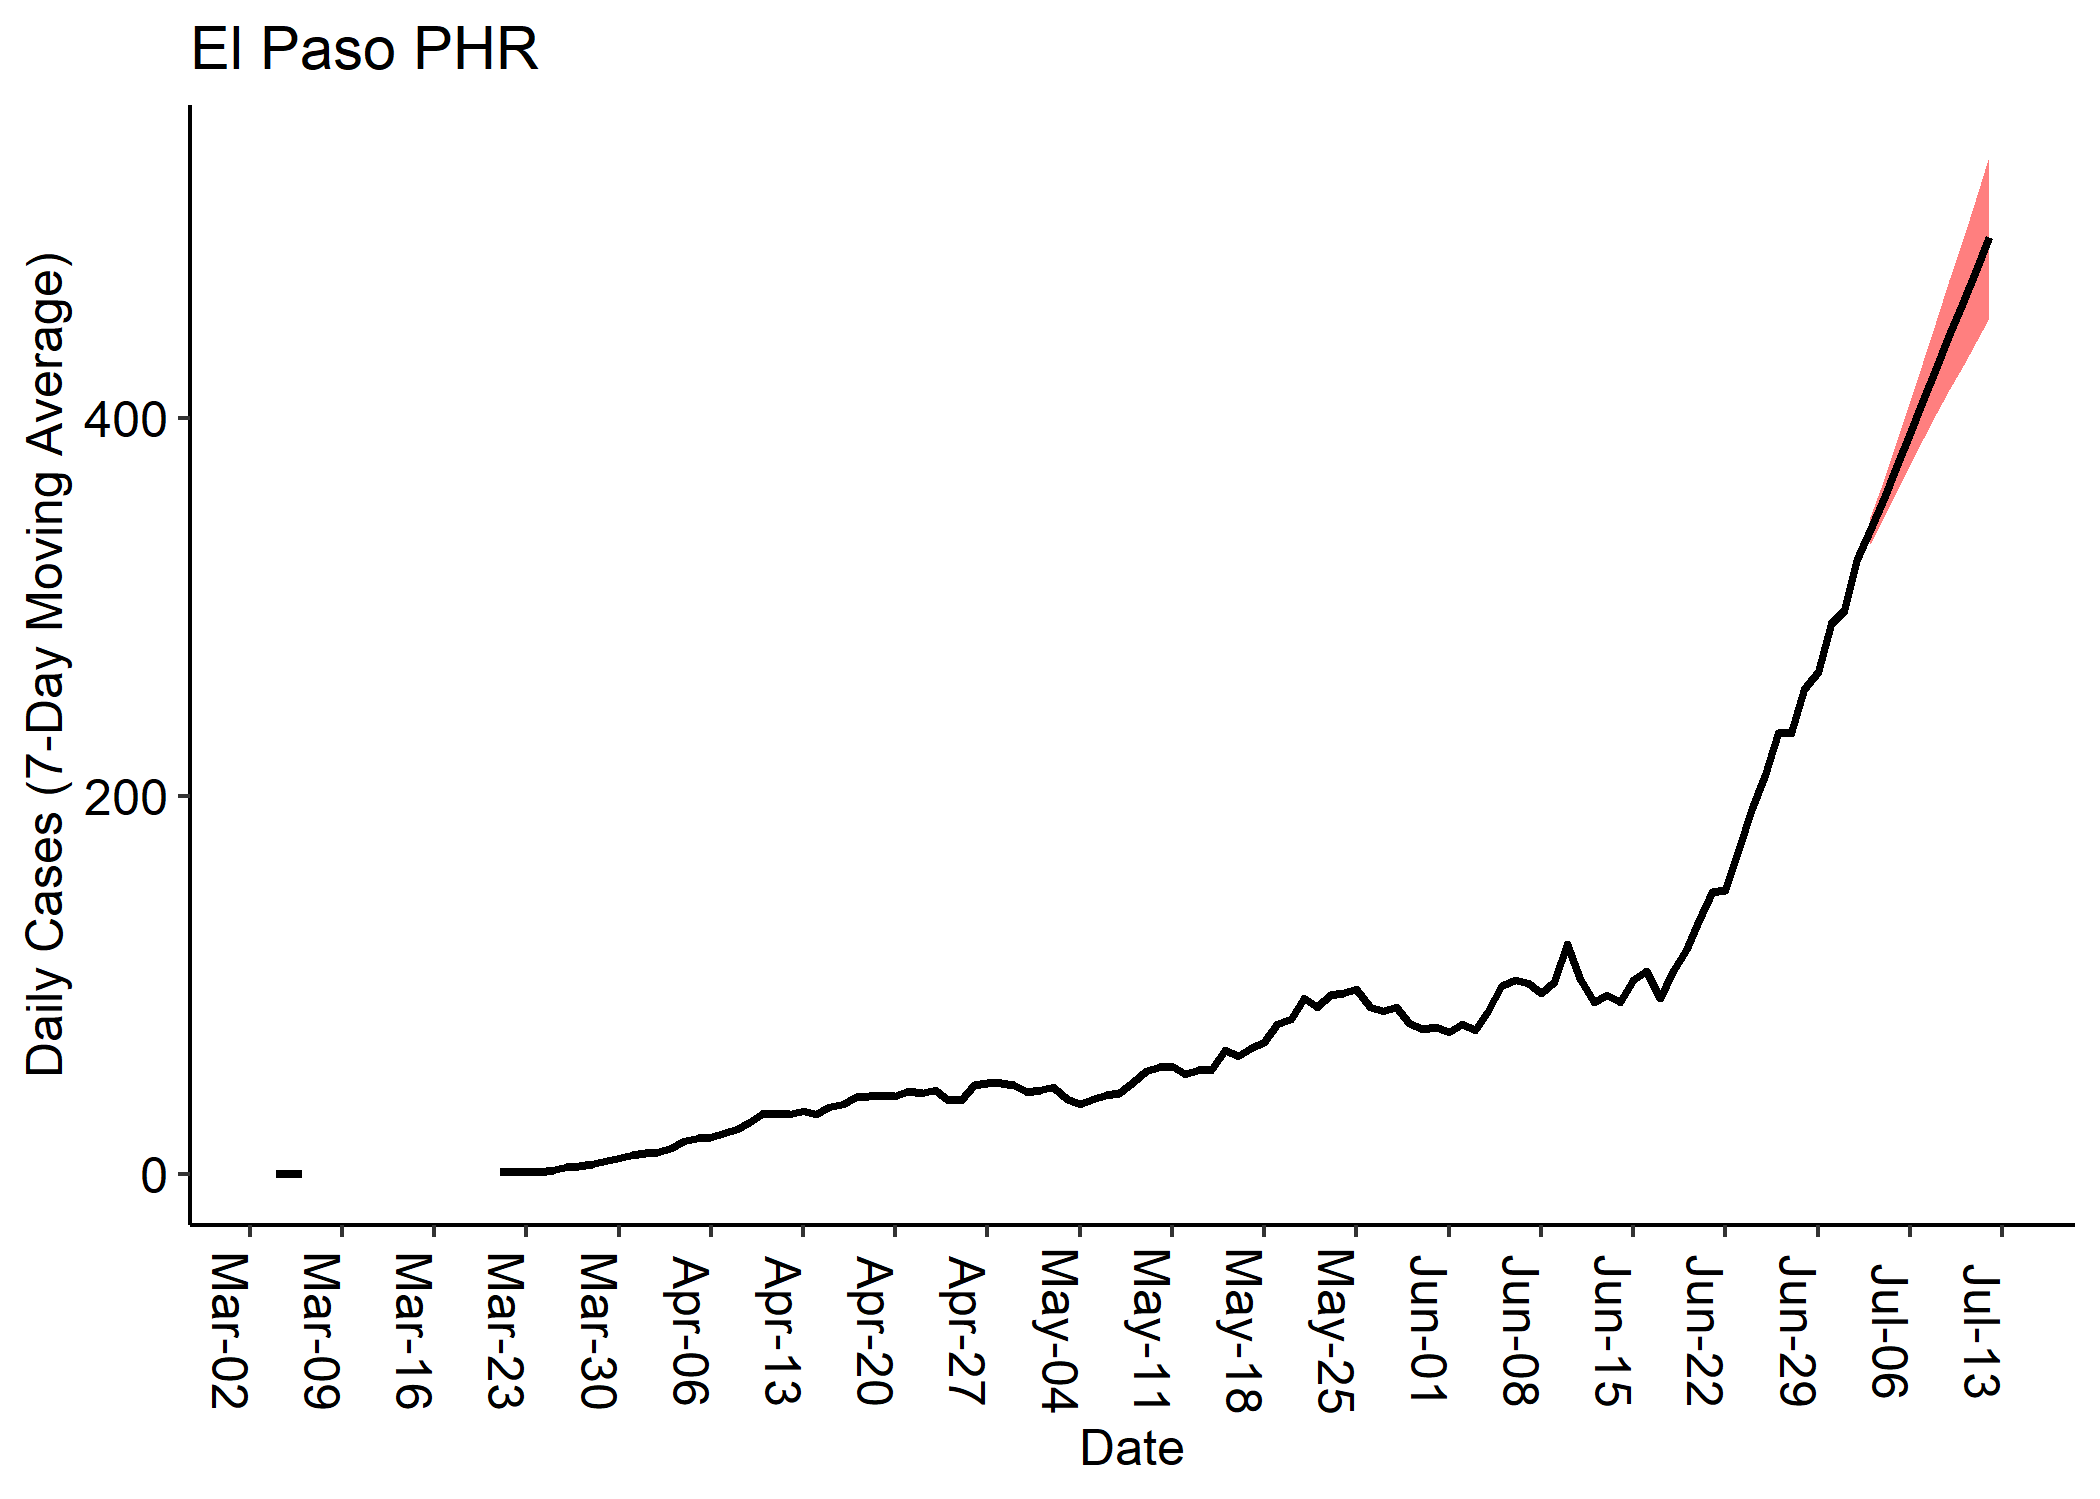 El Paso PHR
Daily Cases (7-Day Moving Average)
400
200
0
Mar-02
Mar-09
Mar-16
Mar-23
Mar-30
Apr-06
Apr-13
Apr-20
Apr-27
May-04
May-11
May-18
May-25
Jun-01
Jun-08
Jun-15
Jun-22
Jun-29
Jul-06
Jul-13
Date